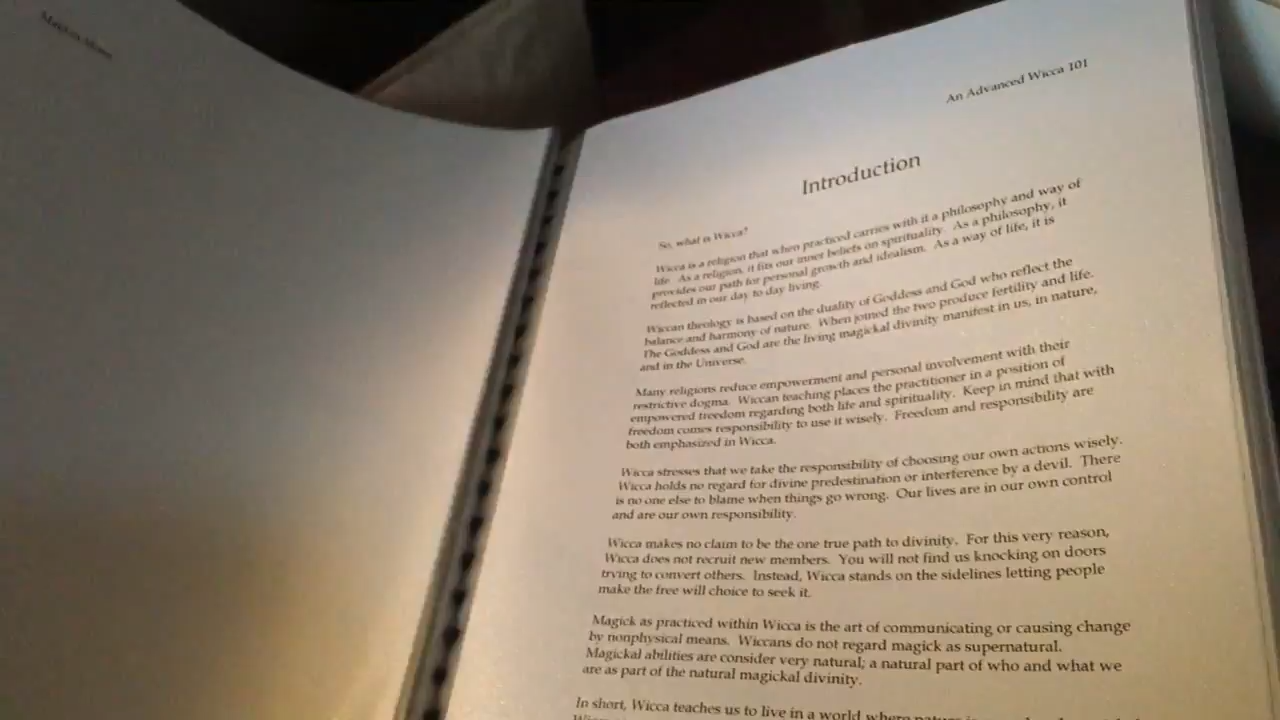 An Advanced Wicca 101
Introduction
So, what is Wicca?
Wicca is a religion that when practiced carries with it a philosophy and way of
life. As a religion, it fits our inner beliefs on spirituality. As a philosophy, it
provides our path for personal growth and idealism. As a way of life, it is
reflected in our day to day living.
Wiccan theology is based on the duality of Goddess and God who reflect the
balance and harmony of nature. When joined the two produce fertility and life.
The Goddess and God are the living magickal divinity manifest in us, in nature,
and in the Universe.
Many religions reduce empowerment and personal involvement with their
restrictive dogma. Wiccan teaching places the practitioner in a position of
empowered freedom regarding both life and spirituality. Keep in mind that with
freedom comes responsibility to use it wisely. Freedom and responsibility are
both emphasized in Wicca.
Wicca stresses that we take the responsibility of choosing our own actions wisely.
Wicca holds no regard for divine predestination or interference by a devil. There
is no one else to blame when things go wrong. Our lives are in our own control
and are our own responsibility.
Wicca makes no claim to be the one true path to divinity. For this very reason,
Wicca does not recruit new members. You will not find us knocking on doors
trying to convert others. Instead, Wicca stands on the sidelines letting people
make the free will choice to seek it.
Magick as practiced within Wicca is the art of communicating or causing change
by nonphysical means. Wiccans do not regard magick as supernatural.
Magickal abilities are consider very natural; a natural part of who and what we
are as part of the natural magickal divinity.
In short, Wicca teaches us to live in a world where nature is